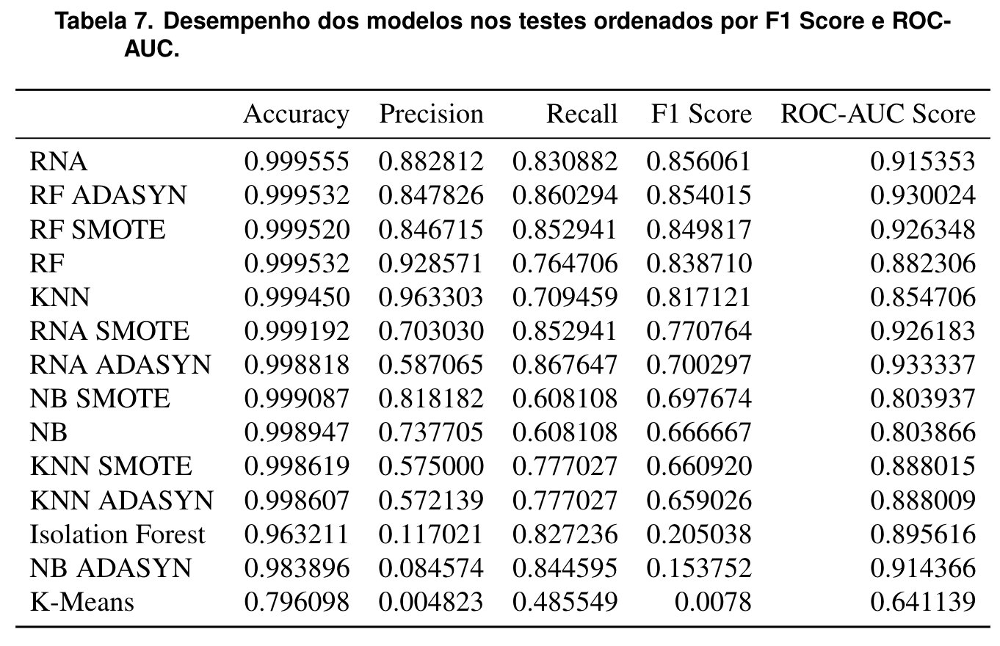 Tabela 7. Desempenho dos modelos nos testes ordenados por F1 Score e ROC-
AUC.
Accuracy Precision Recall F1 Score ROC-AUC Score
RNA 0.999555 0.882812 0.830882 0.856061 0.915353
RF ADASYN 0.999532 0.847826 0.860294 0.854015 0.930024
RF SMOTE 0.999520 0.846715 0.852941 0.849817 0.926348
RF 0.999532 0.928571 0.764706 0.838710 0.882306
KNN 0.999450 0.963303 0.709459 0.817121 0.854706
RNA SMOTE 0.999192 0.703030 0.852941 0.770764 0.926183
RNA ADASYN 0.998818 0.587065 0.867647 0.700297 0.933337
NB SMOTE 0.999087 0.818182 0.608108 0.697674 0.803937
NB 0.998947 0.737705 0.608108 0.666667 0.803866
KNN SMOTE 0.998619 0.575000 0.777027 0.660920 0.888015
KNN ADASYN 0.998607 0.572139 0.777027 0.659026 0.888009
Isolation Forest 0.963211 0.117021 0.827236 0.205038 0.895616
NB ADASYN 0.983896 0.084574 0.844595 0.153752 0.914366
K-Means 0.796098 0.004823 0.485549 0.0078 0.641139